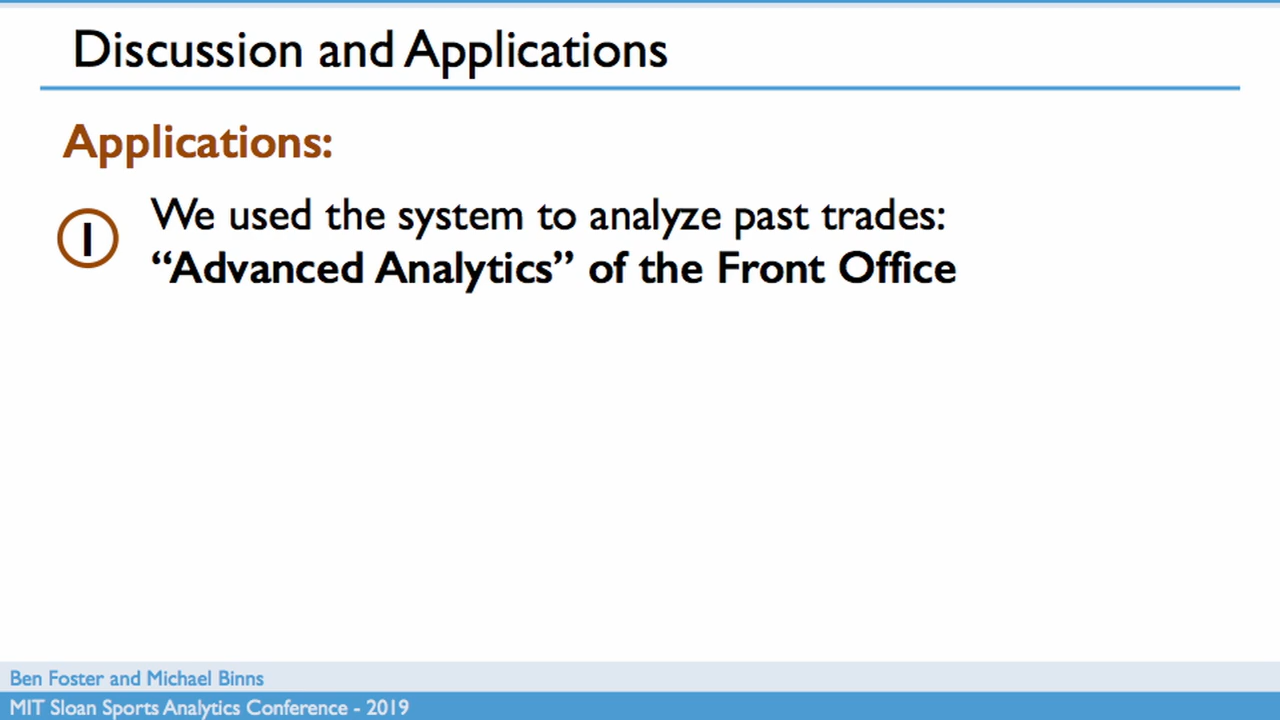 Discussion and Applications
Applications:
1
We used the system to analyze past trades:
“Advanced Analytics” of the Front Office
Ben Foster and Michael Binns
MIT Sloan Sports Analytics Conference - 2019